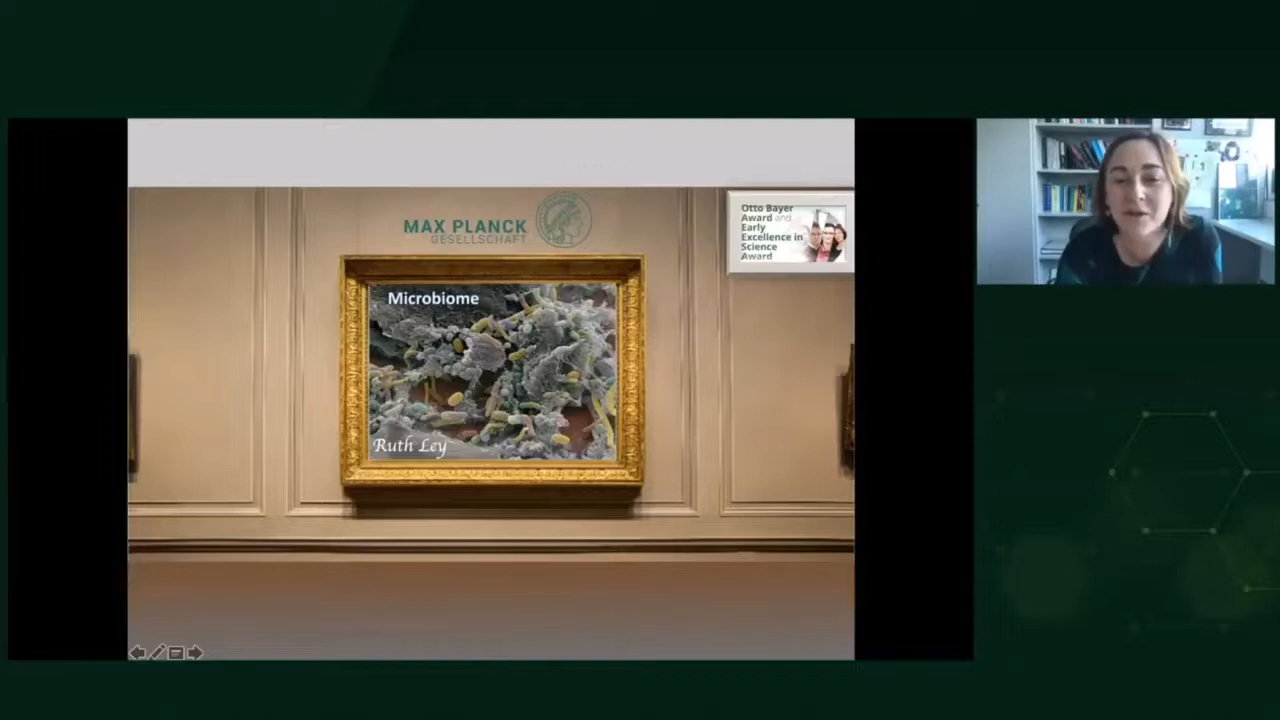 MAX PLANCK
GESELLSCHAFT
Otto Bayer
Award and
Early
Excellence in
Science
Award
Microbiome
Ruth Ley